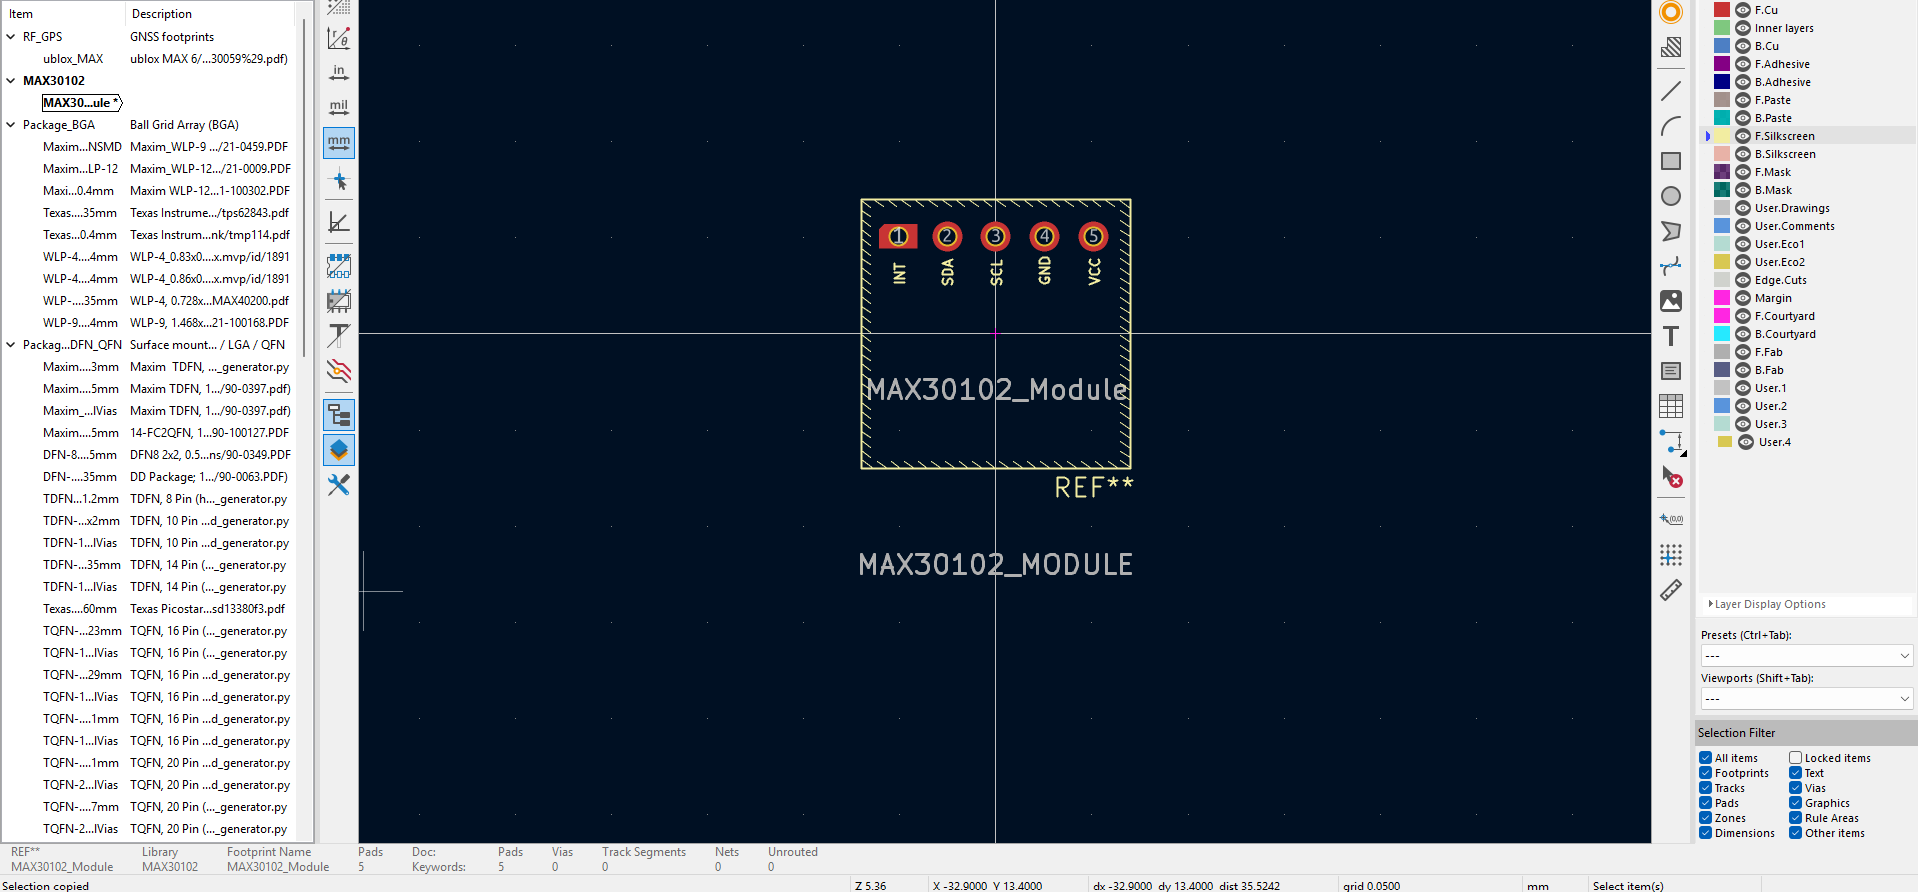 Item Description
RF_GPS GNSS footprints
ublox_MAX ublox MAX 6/...30059%29.pdf)
MAX30102
MAX30...ule *
Package_BGA Ball Grid Array (BGA)
Maxim...NSMD Maxim_WLP-9 .../21-0459.PDF
Maxim...LP-12 Maxim_WLP-12.../21-0009.PDF
Maxi...0.4mm Maxim WLP-12...1-100302.PDF
Texas....35mm Texas Instrume.../tps62843.pdf
Texas...0.4mm Texas Instrum...nk/tmp114.pdf
WLP-4....4mm WLP-4_0.83x0...x.mvp/id/1891
WLP-4....4mm WLP-4_0.86x0...x.mvp/id/1891
WLP-....35mm WLP-4, 0.728x...MAX40200.pdf
WLP-9....4mm WLP-9, 1.468x...21-100168.PDF
Packag...DFN_QFN Surface mount... / LGA / QFN
Maxim....3mm Maxim TDFN, ..._generator.py
Maxim....5mm Maxim TDFN, 1.../90-0397.pdf)
Maxim_...lVias Maxim TDFN, 1.../90-0397.pdf)
Maxim....5mm 14-FC2QFN, 1...90-100127.PDF
DFN-8....5mm DFN8 2x2, 0.5...ns/90-0349.PDF
DFN-....35mm DD Package; 1.../90-0063.PDF)
TDFN...1.2mm TDFN, 8 Pin (h..._generator.py
TDFN-...x2mm TDFN, 10 Pin ...d_generator.py
TDFN-1...lVias TDFN, 10 Pin ...d_generator.py
TDFN-...35mm TDFN, 14 Pin (..._generator.py
TDFN-1...lVias TDFN, 14 Pin (..._generator.py
Texas....60mm Texas Picostar...sd13380f3.pdf
TQFN-...23mm TQFN, 16 Pin (..._generator.py
TQFN-1...lVias TQFN, 16 Pin (..._generator.py
TQFN-...29mm TQFN, 16 Pin ...d_generator.py
TQFN-1...lVias TQFN, 16 Pin ...d_generator.py
TQFN-....1mm TQFN, 16 Pin ...d_generator.py
TQFN-1...lVias TQFN, 16 Pin ...d_generator.py
TQFN-....1mm TQFN, 20 Pin ...d_generator.py
TQFN-2...lVias TQFN, 20 Pin ...d_generator.py
TQFN-....7mm TQFN, 20 Pin (..._generator.py
TQFN-2...lVias TQFN, 20 Pin (..._generator.py
r
θ
in
mil
mm
1 2 3 4 5
INT SDA SCL GND VCC
MAX30102_Module
REF**
MAX30102_MODULE
T
(0,0)
F.Cu
Inner layers
B.Cu
F.Adhesive
B.Adhesive
F.Paste
B.Paste
F.Silkscreen
B.Silkscreen
F.Mask
B.Mask
User.Drawings
User.Comments
User.Eco1
User.Eco2
Edge.Cuts
Margin
F.Courtyard
B.Courtyard
F.Fab
B.Fab
User.1
User.2
User.3
User.4
Layer Display Options
Presets (Ctrl+Tab):
---
Viewports (Shift+Tab):
---
Selection Filter
All items Locked items
Footprints Text
Tracks Vias
Pads Graphics
Zones Rule Areas
Dimensions Other items
REF** Library Footprint Name Pads Doc: Pads Vias Track Segments Nets Unrouted
MAX30102_Module MAX30102 MAX30102_Module 5 Keywords: 5 0 0 0 0
Selection copied Z 5.36 X -32.9000 Y 13.4000 dx -32.9000 dy 13.4000 dist 35.5242 grid 0.0500 mm Select item(s)